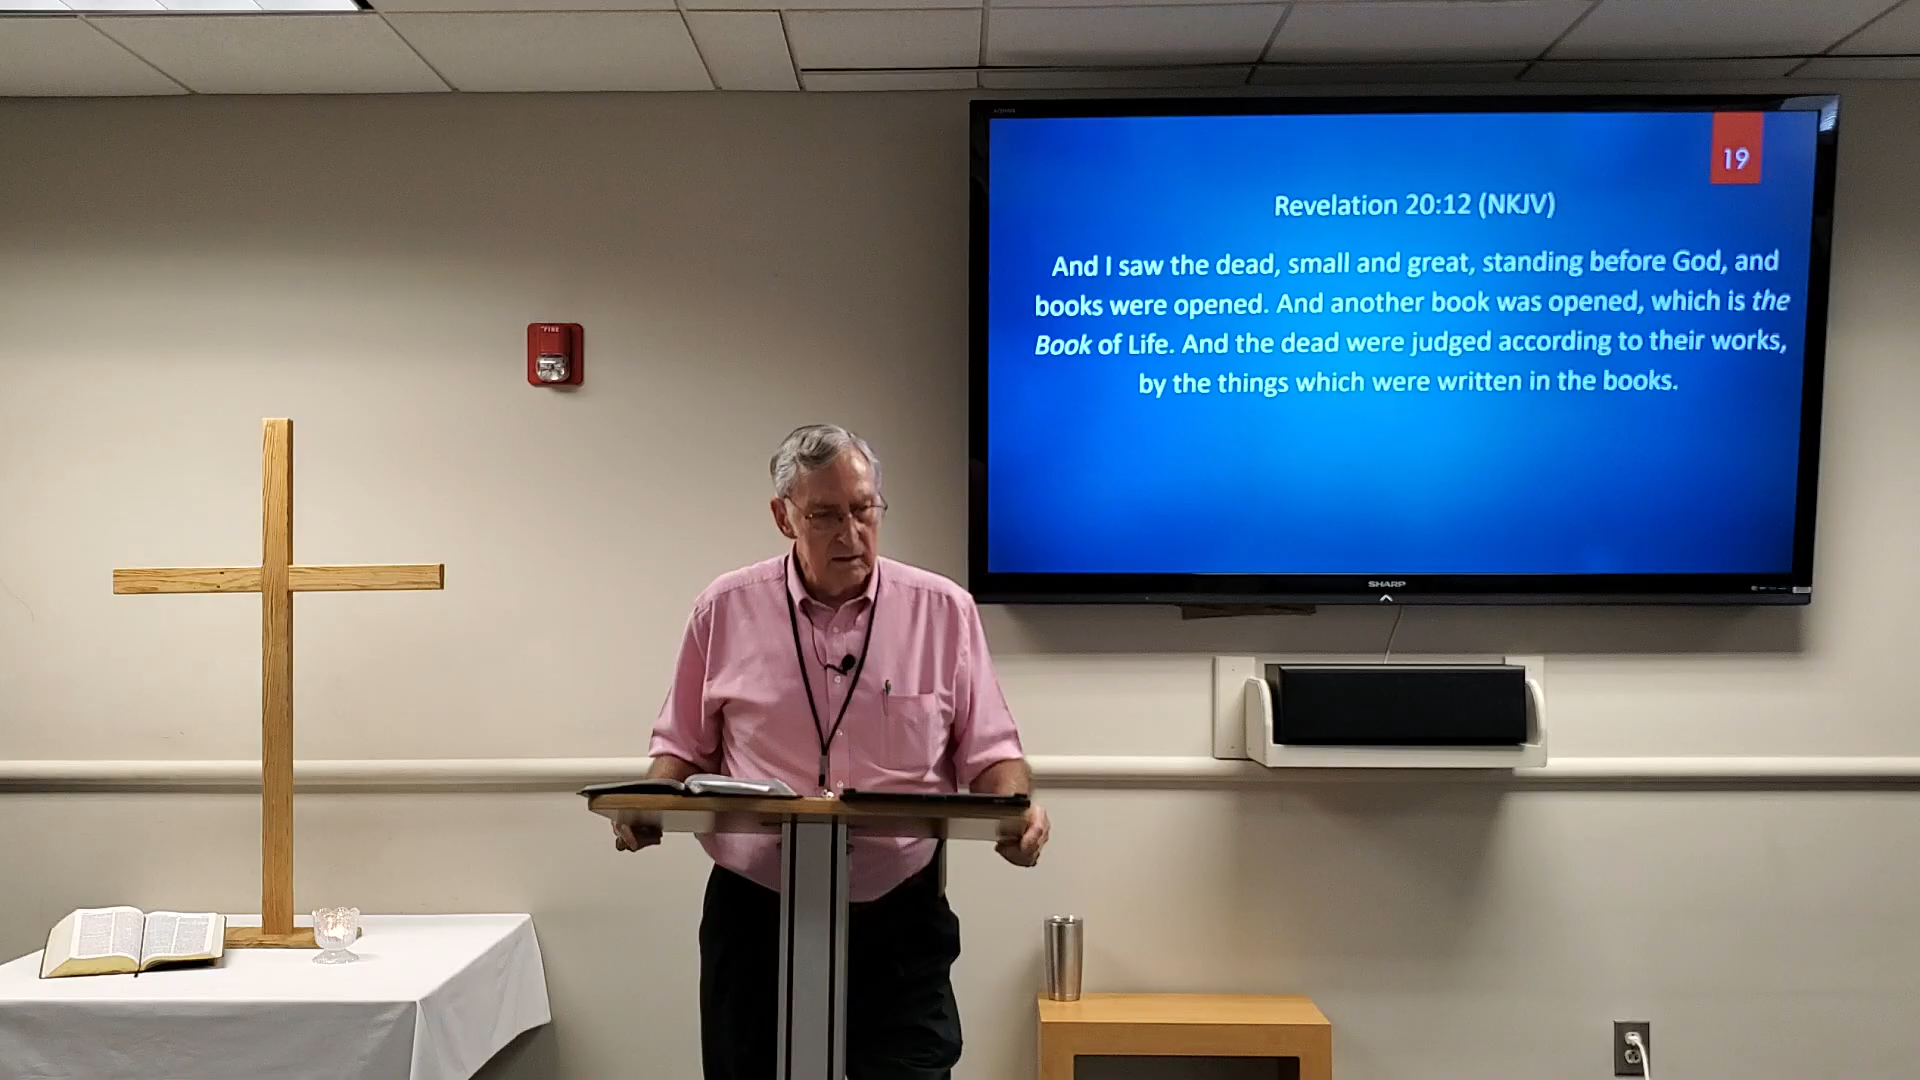 19
Revelation 20:12 (NKJV)
And I saw the dead, small and great, standing before God, and
books were opened. And another book was opened, which is the
Book of Life. And the dead were judged according to their works,
by the things which were written in the books.
SHARP
FIRE